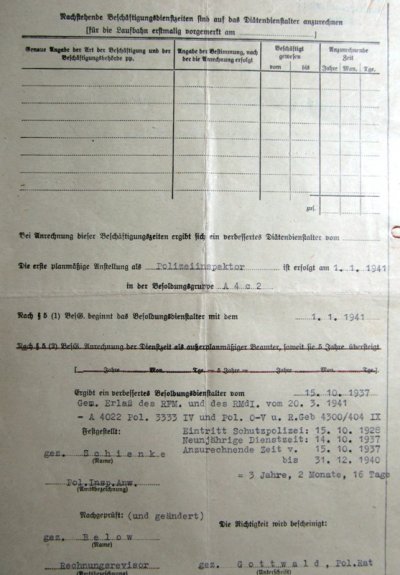 Nachstehende Beschäftigungsdienstzeiten sind auf das Diätendienstalter anzurechnen
[für die Laufbahn erstmalig vorgemerkt am
Genaue Angabe der Art der Beschäftigung und der Beschäftigungsbehörde pp.
Angabe der Bestimmung, nach der die Anrechnung erfolgt
Beschäftigt gewesen
vom bis
Anzurechnende Zeit
Jahre Mon. Tge.
zus.
Bei Anrechnung dieser Beschäftigungszeiten ergibt sich ein verbessertes Diätendienstalter vom
Die erste planmäßige Anstellung als Polizeiinspektor ist erfolgt am 1.1.1941
in der Besoldungsgruppe A 4 c 2
Nach § 5 (1) BesG. beginnt das Besoldungsdienstalter mit dem 1.1.1941
Nach § 5 (2) BesG. Anrechnung der Dienstzeit als außerplanmäßiger Beamter, soweit sie 5 Jahre übersteigt.
Jahre Mon. Tge. Jahre Mon. Tge.
Ergibt ein verbessertes Besoldungsdienstalter vom 15.10.1937
Gem. Erlaß des RFM. und des RMdI. vom 20.3.1941
- A 4022 Pol. 3333 IV und Pol. O-V u. R.Geb 4300/404 IX
Festgestellt: Eintritt Schutzpolizei: 15.10.1928
Neunjährige Dienstzeit: 14.10.1937
gez. Schienke Anzurechnende Zeit v. 15.10.1937
(Name) bis 31.12.1940
= 3 Jahre, 2 Monate, 16 Tage
Pol.Insp.Anw.
(Amtsbezeichnung)
Nachgeprüft: (und geändert) Die Richtigkeit wird bescheinigt:
gez. Below
(Name)
Rechnungsrevisor gez. Gottwald, Pol.Rat
(Amtsbezeichnung) (Unterschrift)